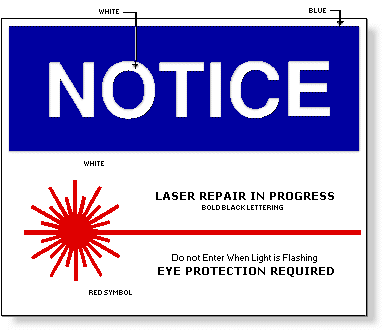 WHITE
BLUE
NOTICE
WHITE
LASER REPAIR IN PROGRESS
BOLD BLACK LETTERING
Do not Enter When Light is Flashing
EYE PROTECTION REQUIRED
RED SYMBOL